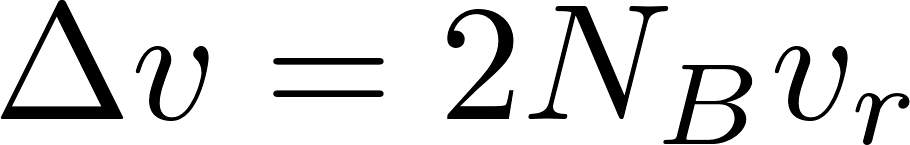 Δv = 2N_B v_r